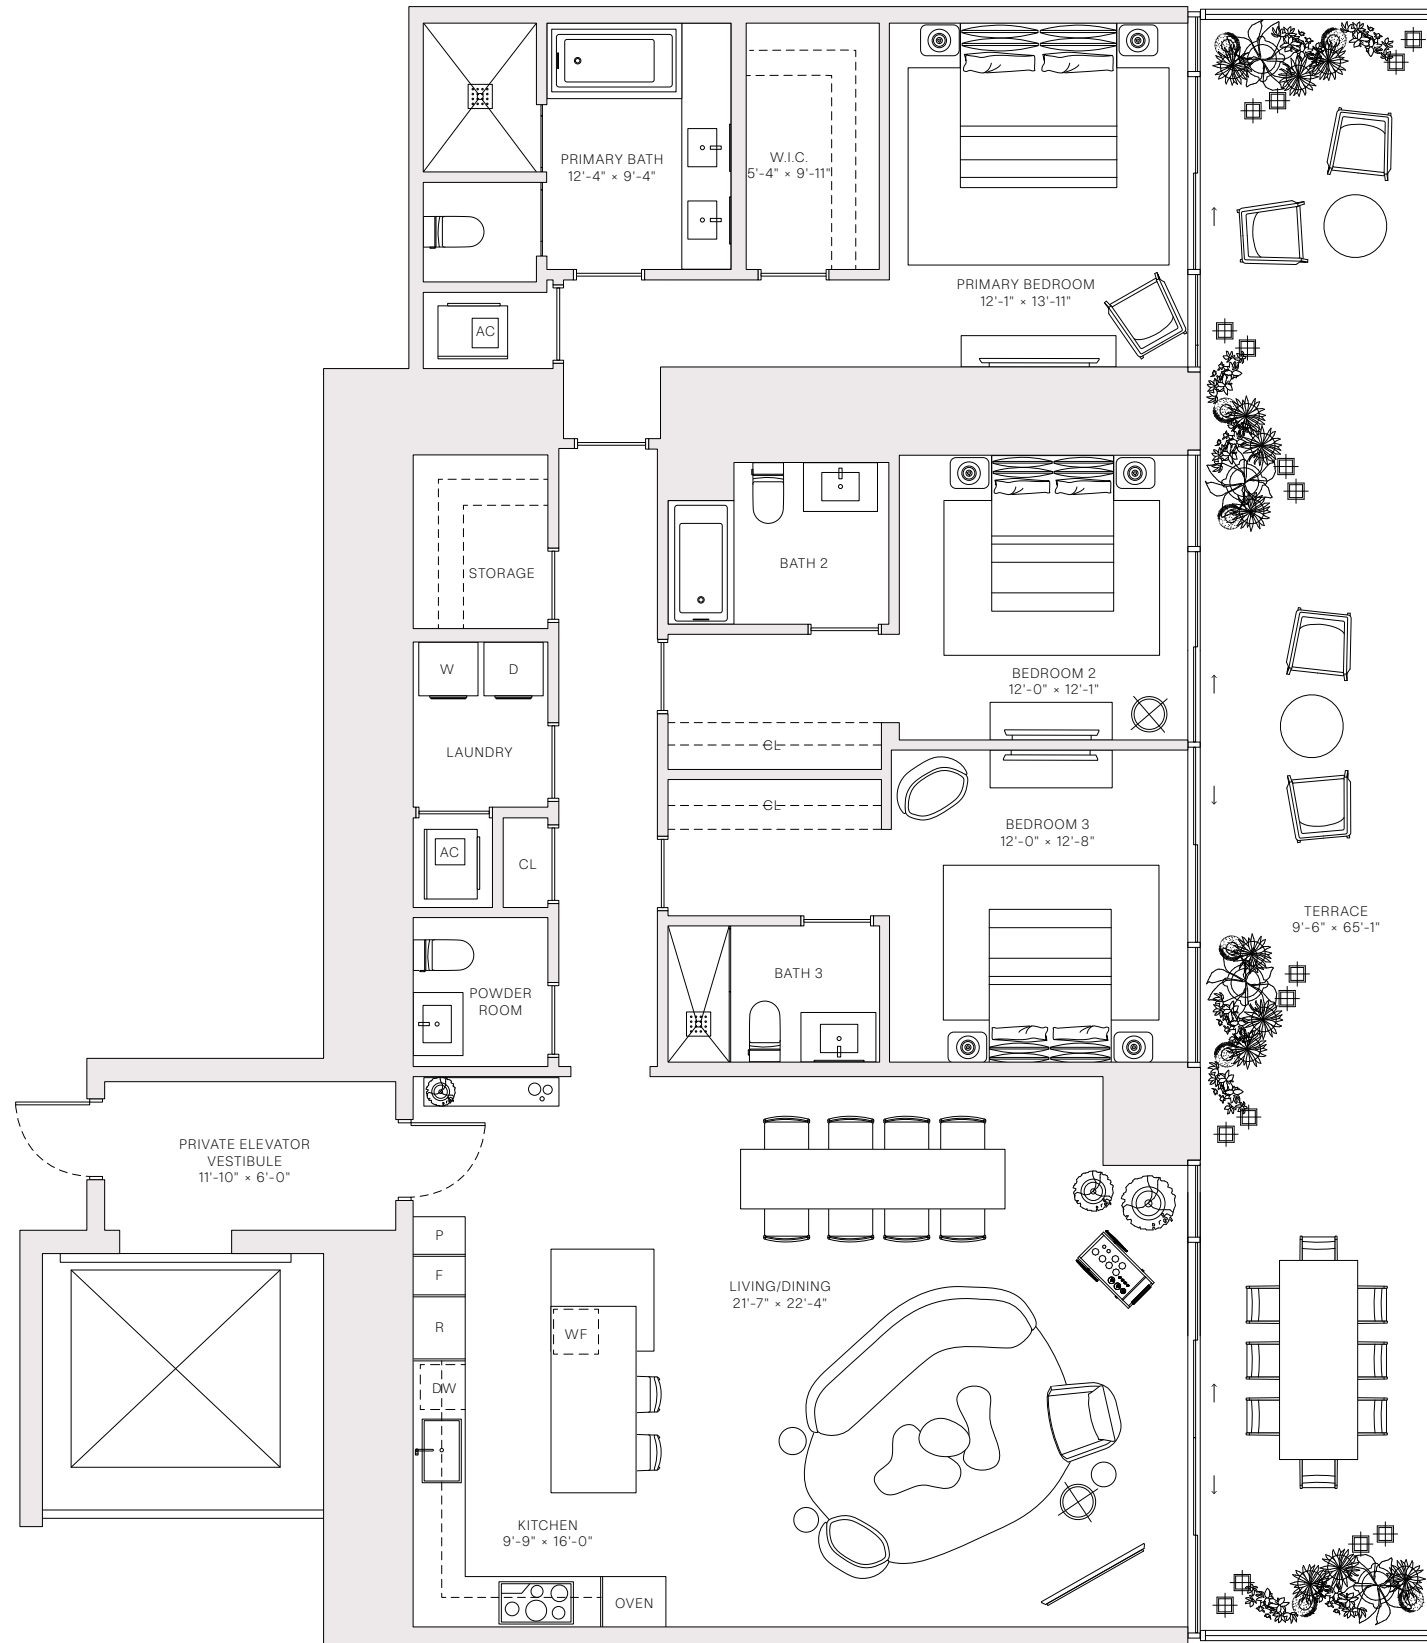 PRIMARY BATH
12'-4" × 9'-4"
W.I.C.
5'-4" × 9'-11"
PRIMARY BEDROOM
12'-1" × 13'-11"
AC
STORAGE
BATH 2
W
D
BEDROOM 2
12'-0" × 12'-1"
LAUNDRY
CL
CL
BEDROOM 3
12'-0" × 12'-8"
AC
CL
TERRACE
9'-6" × 65'-1"
POWDER
ROOM
BATH 3
PRIVATE ELEVATOR
VESTIBULE
11'-10" × 6'-0"
P
F
R
DW
WF
LIVING/DINING
21'-7" × 22'-4"
KITCHEN
9'-9" × 16'-0"
OVEN